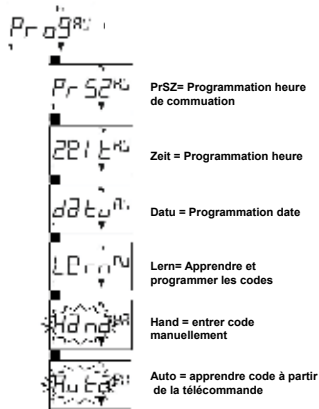 Prog
PrSZ
PrSZ= Programmation heure
de commuation
ZEIt
Zeit = Programmation heure
dAtu
Datu = Programmation date
LErn
Lern= Apprendre et
programmer les codes
HAnd
Hand = entrer code
manuellement
Auto
Auto = apprendre code à partir
de la télécommande